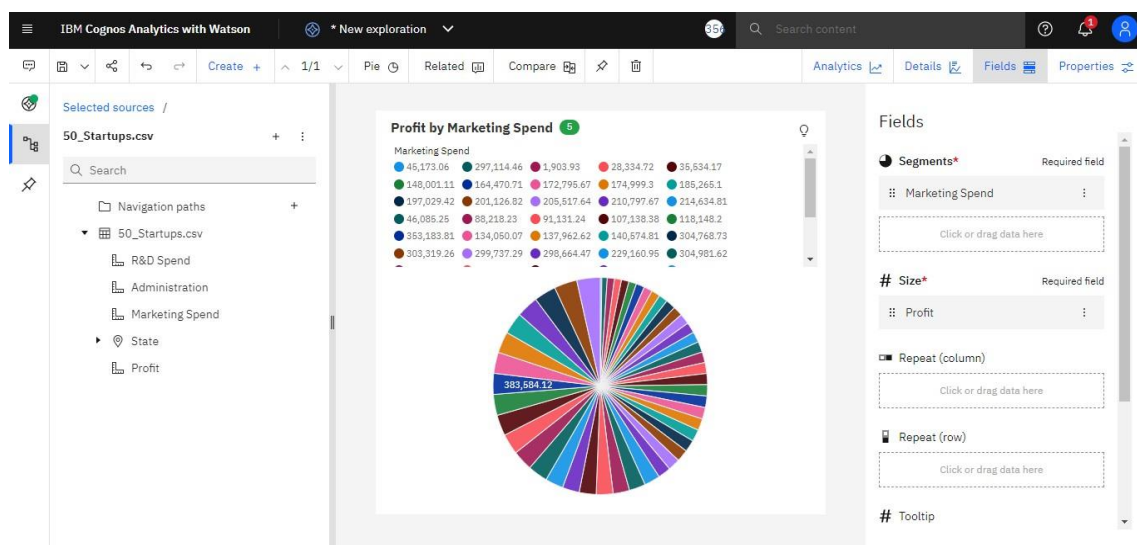 IBM Cognos Analytics with Watson
* New exploration
356
Search content
1
Create +
1/1
Pie
Related
Compare
Analytics
Details
Fields
Properties
Selected sources /
50_Startups.csv
Search
Navigation paths
50_Startups.csv
R&D Spend
Administration
Marketing Spend
State
Profit
Profit by Marketing Spend 5
Marketing Spend
45,173.06 297,114.46 1,903.93 28,334.72 35,534.17
148,001.11 164,470.71 172,795.67 174,999.3 185,265.1
197,029.42 201,126.82 205,517.64 210,797.67 214,634.81
46,085.25 88,218.23 91,131.24 107,138.38 118,148.2
353,183.81 134,050.07 137,962.62 140,574.81 304,768.73
303,319.26 299,737.29 298,664.47 229,160.95 304,981.62
383,584.12
Fields
Segments* Required field
Marketing Spend
Click or drag data here
# Size* Required field
Profit
Repeat (column)
Click or drag data here
Repeat (row)
Click or drag data here
# Tooltip